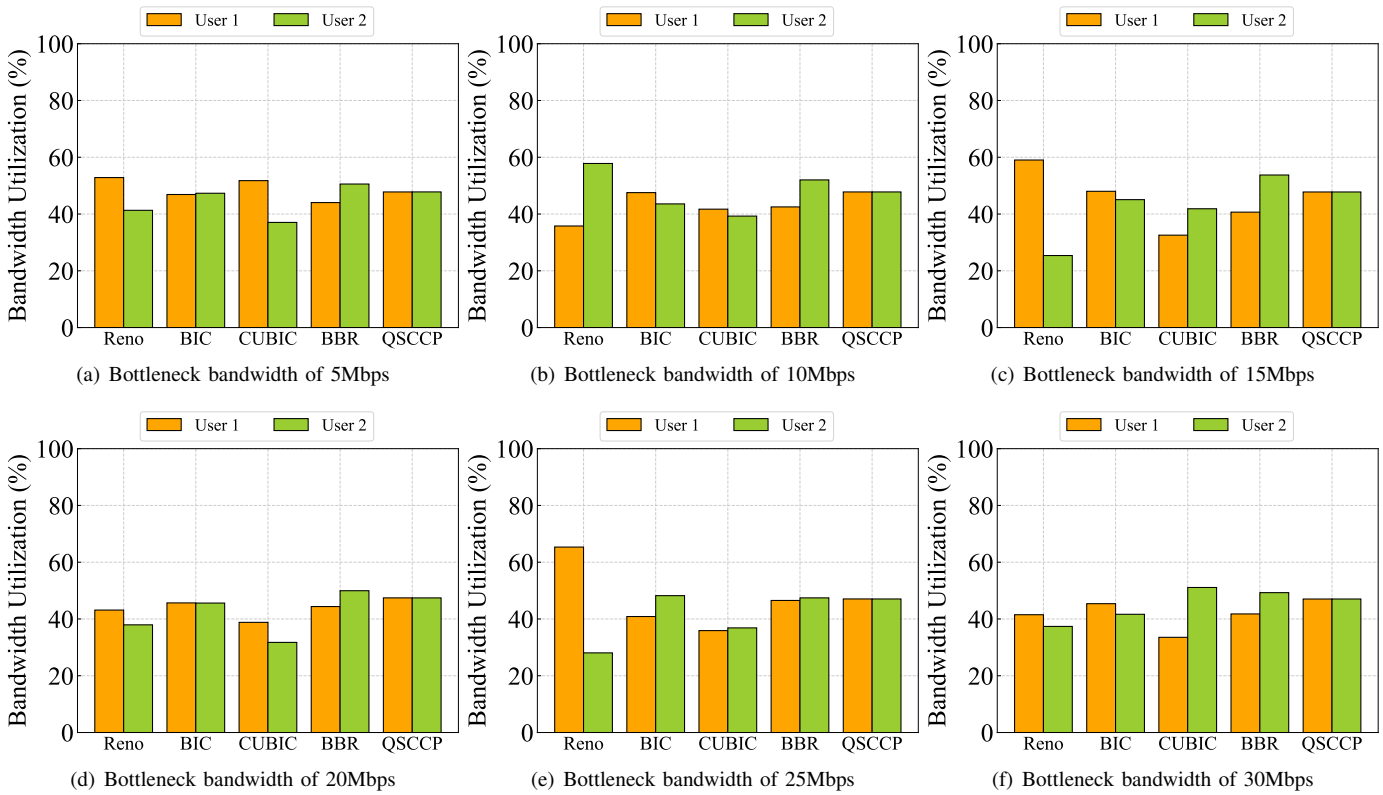 User 1 User 2
User 1 User 2
User 1 User 2
Bandwidth Utilization (%)
100
80
60
40
20
0
Reno BIC CUBIC BBR QSCCP
(a) Bottleneck bandwidth of 5Mbps
Bandwidth Utilization (%)
100
80
60
40
20
0
Reno BIC CUBIC BBR QSCCP
(b) Bottleneck bandwidth of 10Mbps
Bandwidth Utilization (%)
100
80
60
40
20
0
Reno BIC CUBIC BBR QSCCP
(c) Bottleneck bandwidth of 15Mbps
User 1 User 2
User 1 User 2
User 1 User 2
Bandwidth Utilization (%)
100
80
60
40
20
0
Reno BIC CUBIC BBR QSCCP
(d) Bottleneck bandwidth of 20Mbps
Bandwidth Utilization (%)
100
80
60
40
20
0
Reno BIC CUBIC BBR QSCCP
(e) Bottleneck bandwidth of 25Mbps
Bandwidth Utilization (%)
100
80
60
40
20
0
Reno BIC CUBIC BBR QSCCP
(f) Bottleneck bandwidth of 30Mbps